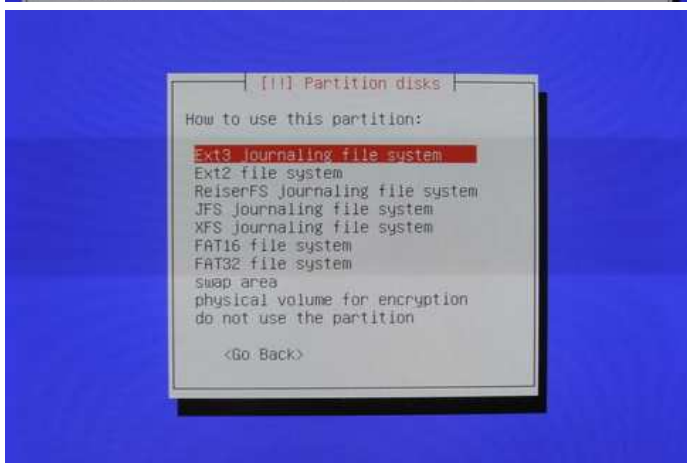 [!!] Partition disks
How to use this partition:
Ext3 journaling file system
Ext2 file system
ReiserFS journaling file system
JFS journaling file system
XFS journaling file system
FAT16 file system
FAT32 file system
swap area
physical volume for encryption
do not use the partition
<Go Back>